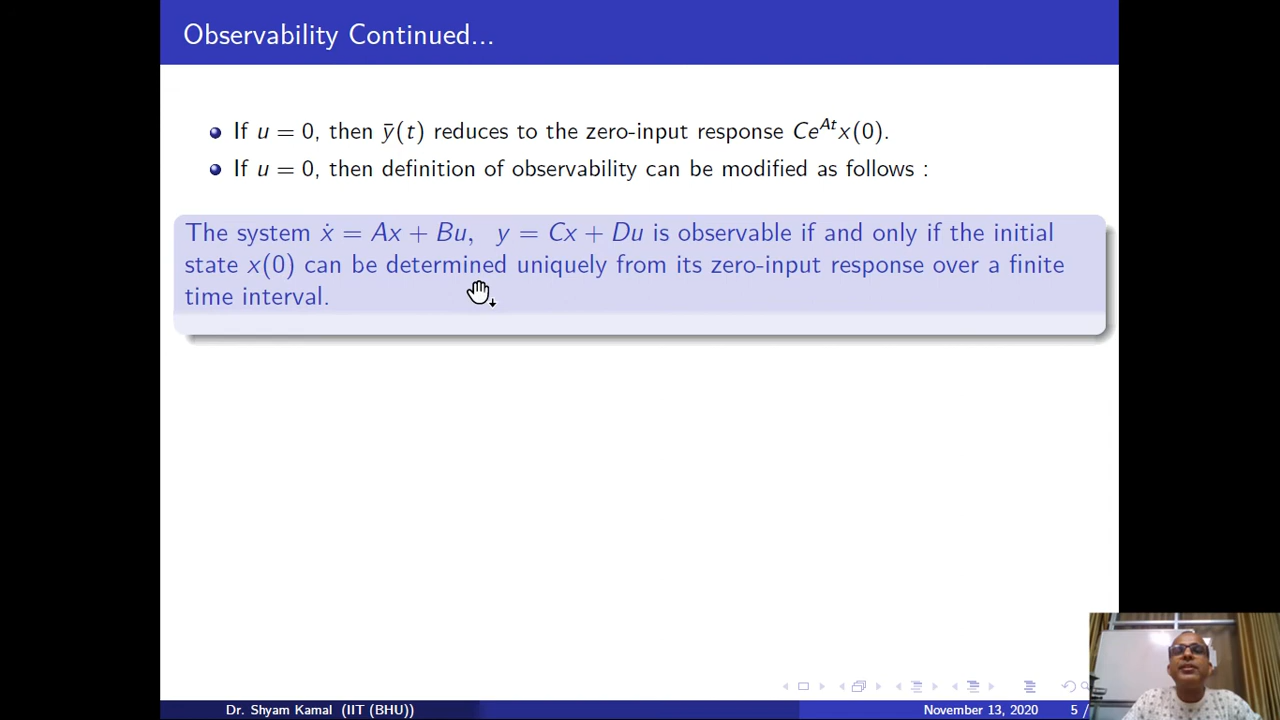 Observability Continued...
If u = 0, then ȳ(t) reduces to the zero-input response Ce^{At}x(0).
If u = 0, then definition of observability can be modified as follows :
The system ẋ = Ax + Bu, y = Cx + Du is observable if and only if the initial
state x(0) can be determined uniquely from its zero-input response over a finite
time interval.
Dr. Shyam Kamal (IIT (BHU)) November 13, 2020 5 /